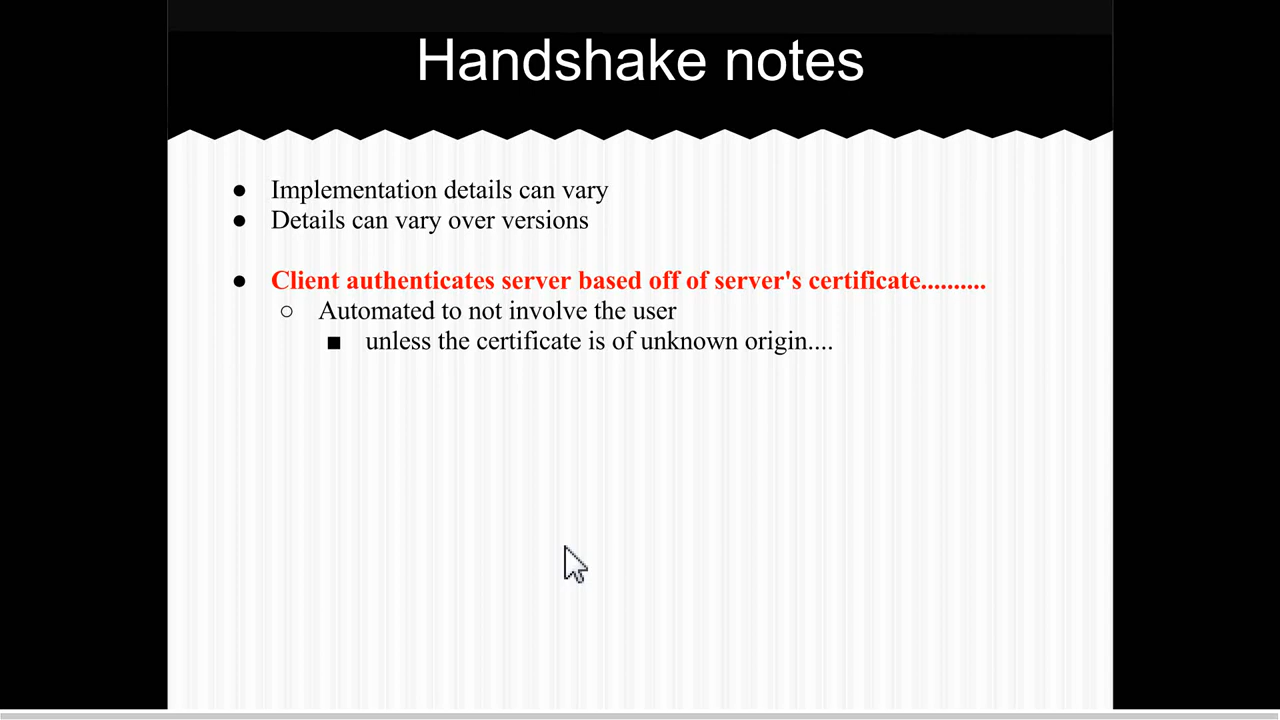 Handshake notes
● Implementation details can vary
● Details can vary over versions
● Client authenticates server based off of server's certificate..........
○ Automated to not involve the user
■ unless the certificate is of unknown origin....